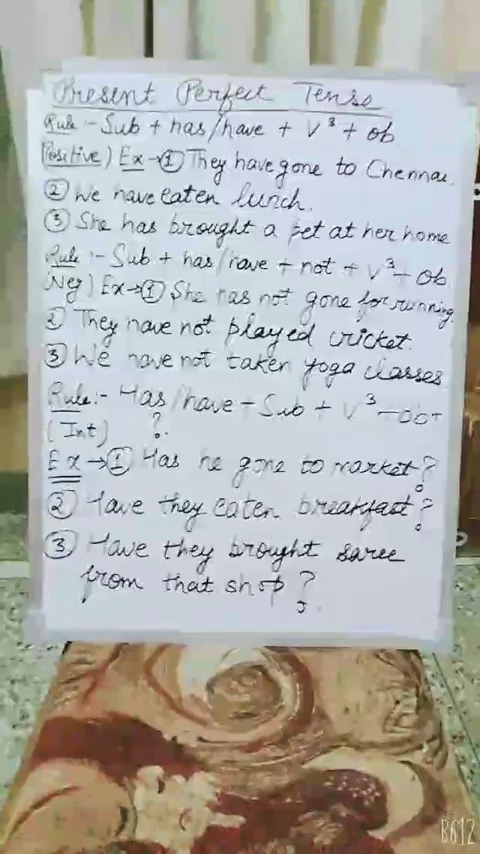 Present Perfect Tense
Rule :- Sub + has/have + V³ + ob
(Positive) Ex → ① They have gone to Chennai.
② We have eaten lunch.
③ She has brought a pet at her home
Rule :- Sub + has/have + not + V³ + ob
(Neg) Ex → ① She has not gone for running.
② They have not played cricket.
③ We have not taken yoga classes
Rule :- Has/have + Sub + V³ + ob +
(Int) ?
Ex → ① Has he gone to market?
② Have they eaten breakfast?
③ Have they brought saree
from that shop?
B612